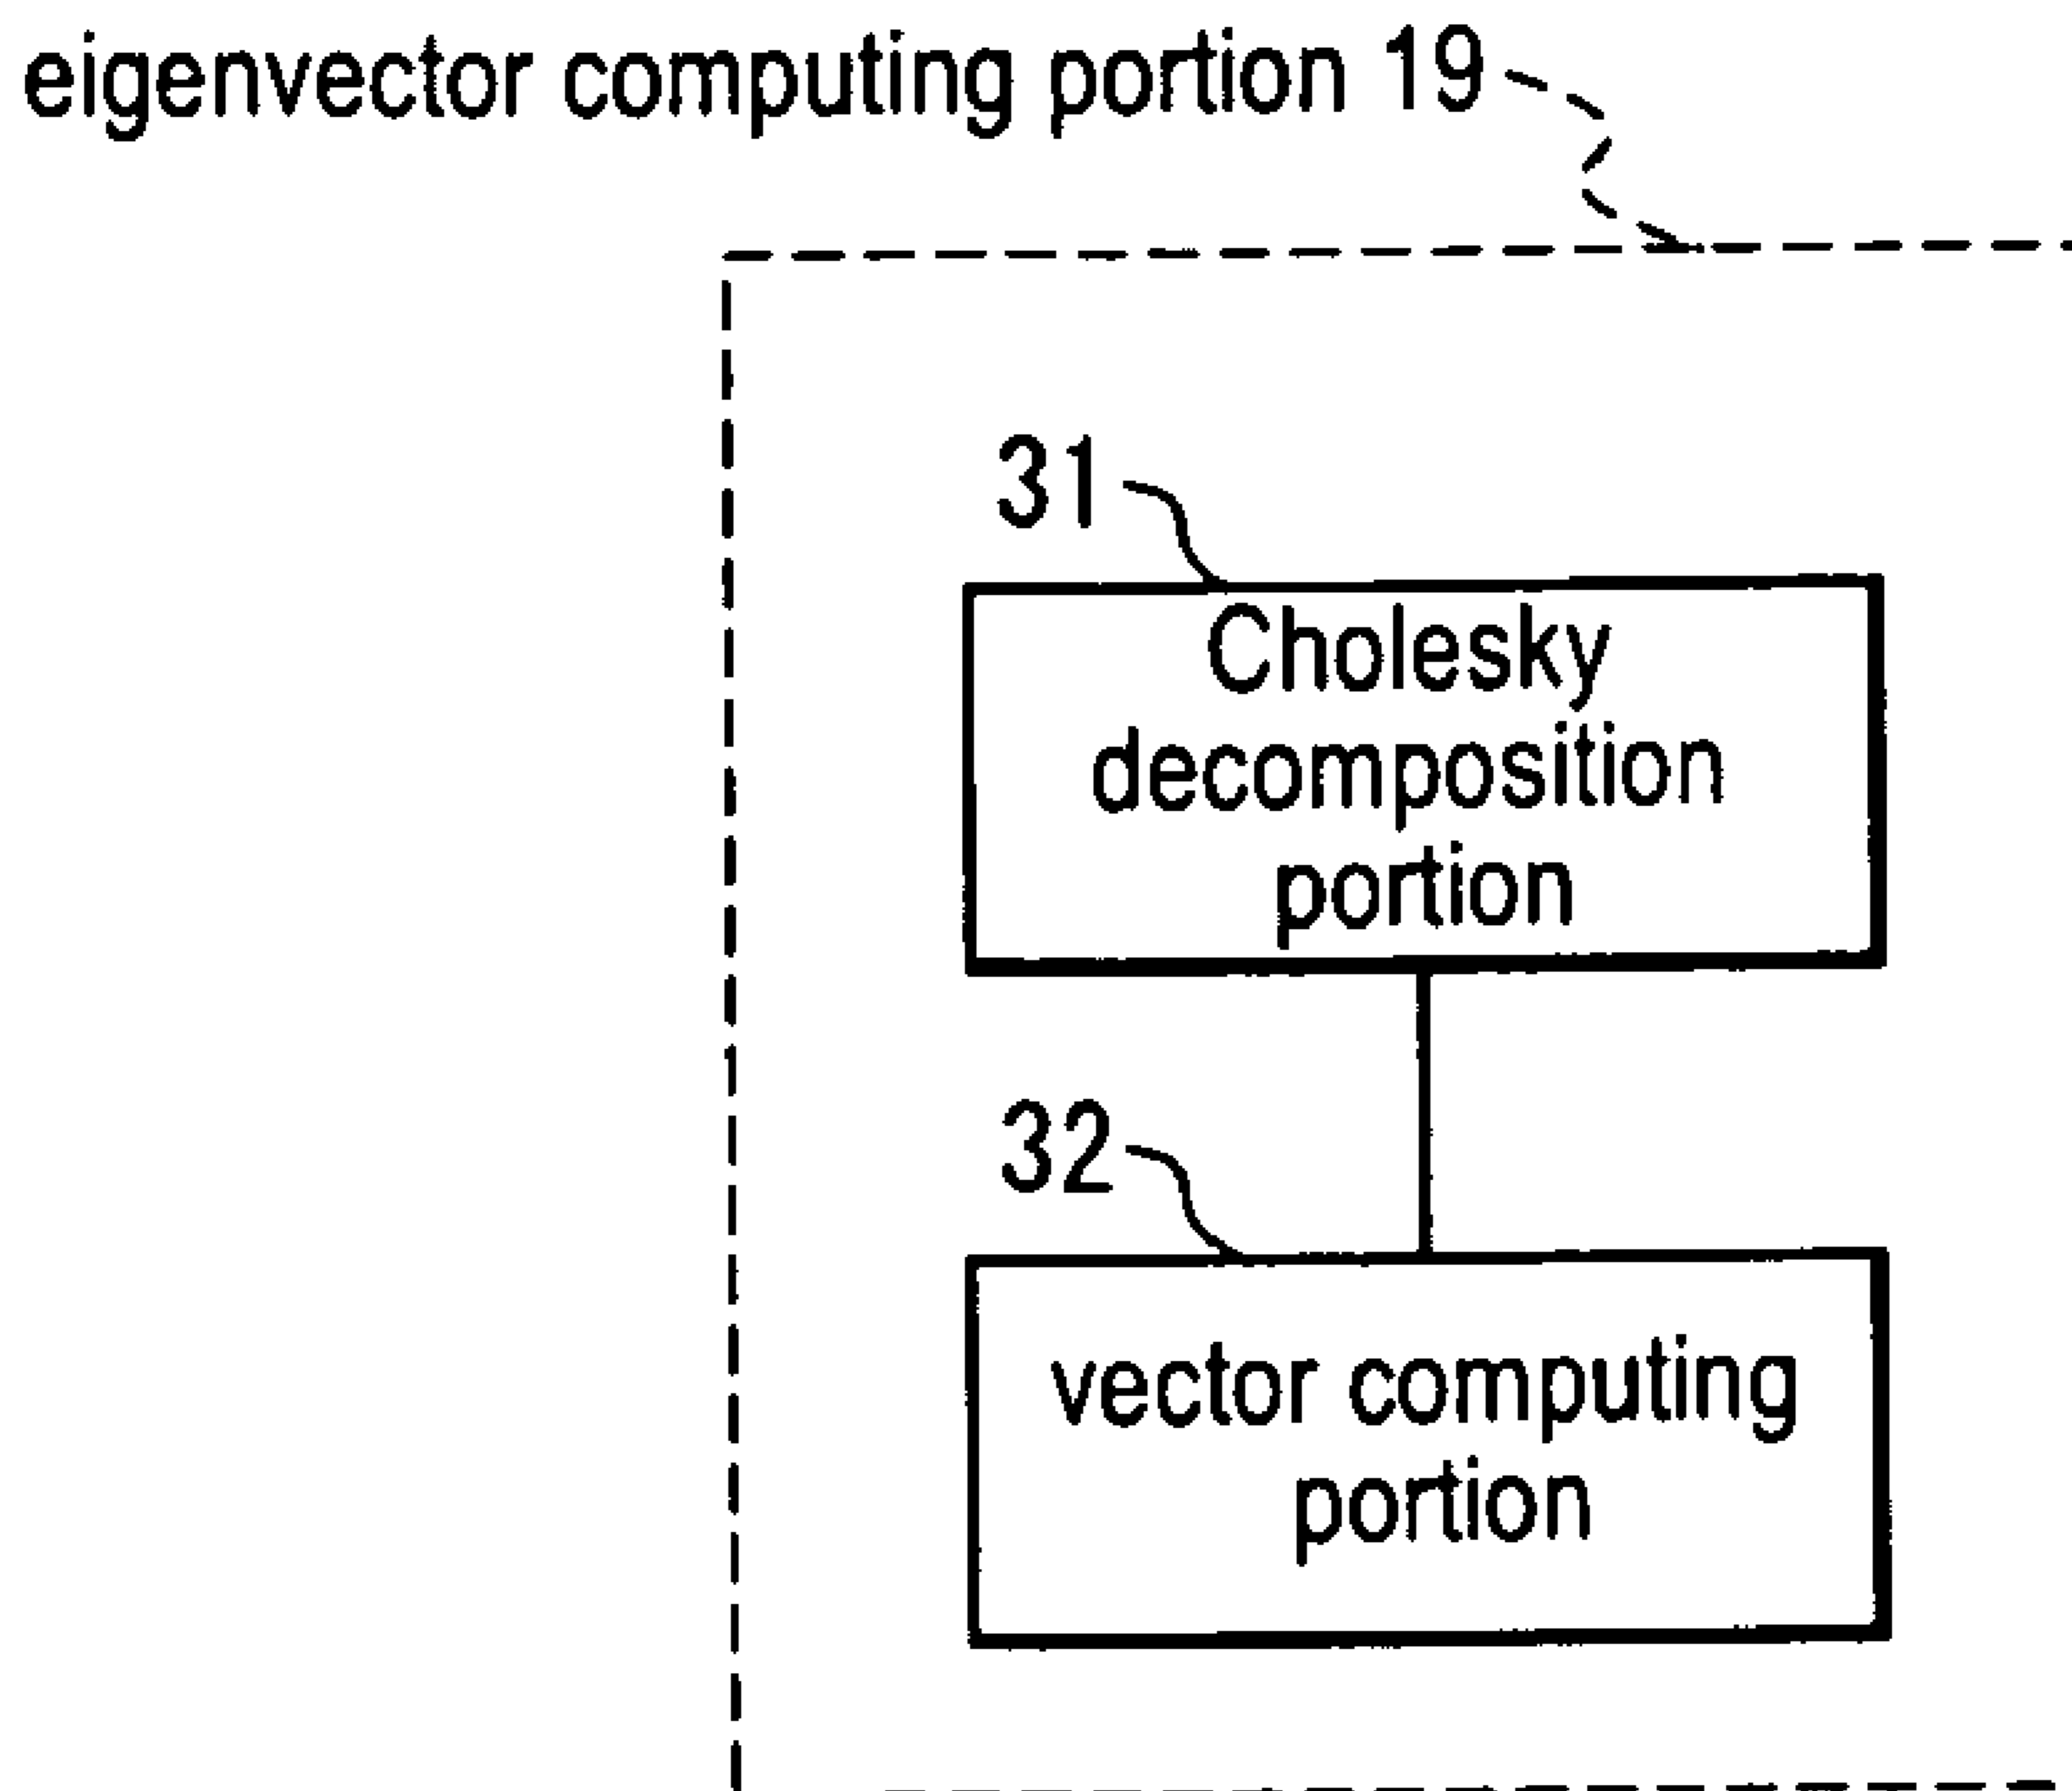 eigenvector computing portion 19
31
Cholesky
decomposition
portion
32
vector computing
portion